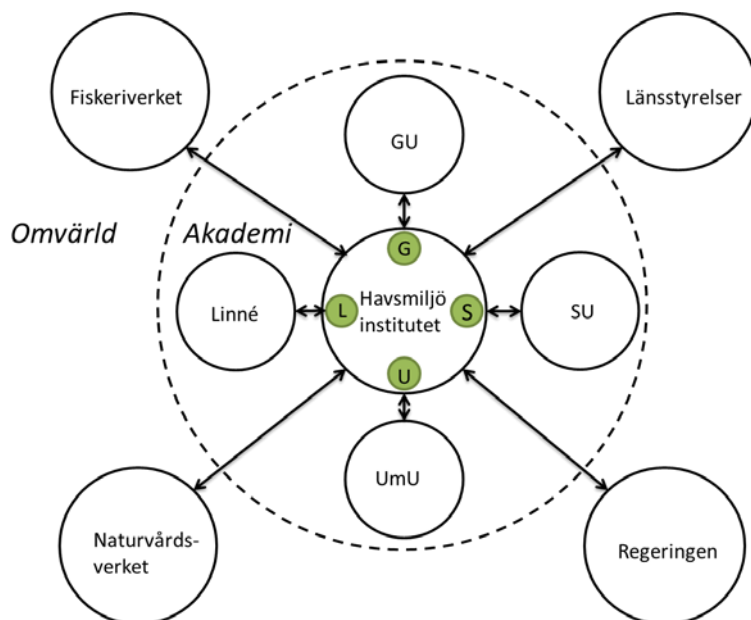 Fiskeriverket
Länsstyrelser
GU
Omvärld
Akademi
G
Linné
L
Havsmiljö
institutet
S
SU
U
UmU
Naturvårds-
verket
Regeringen